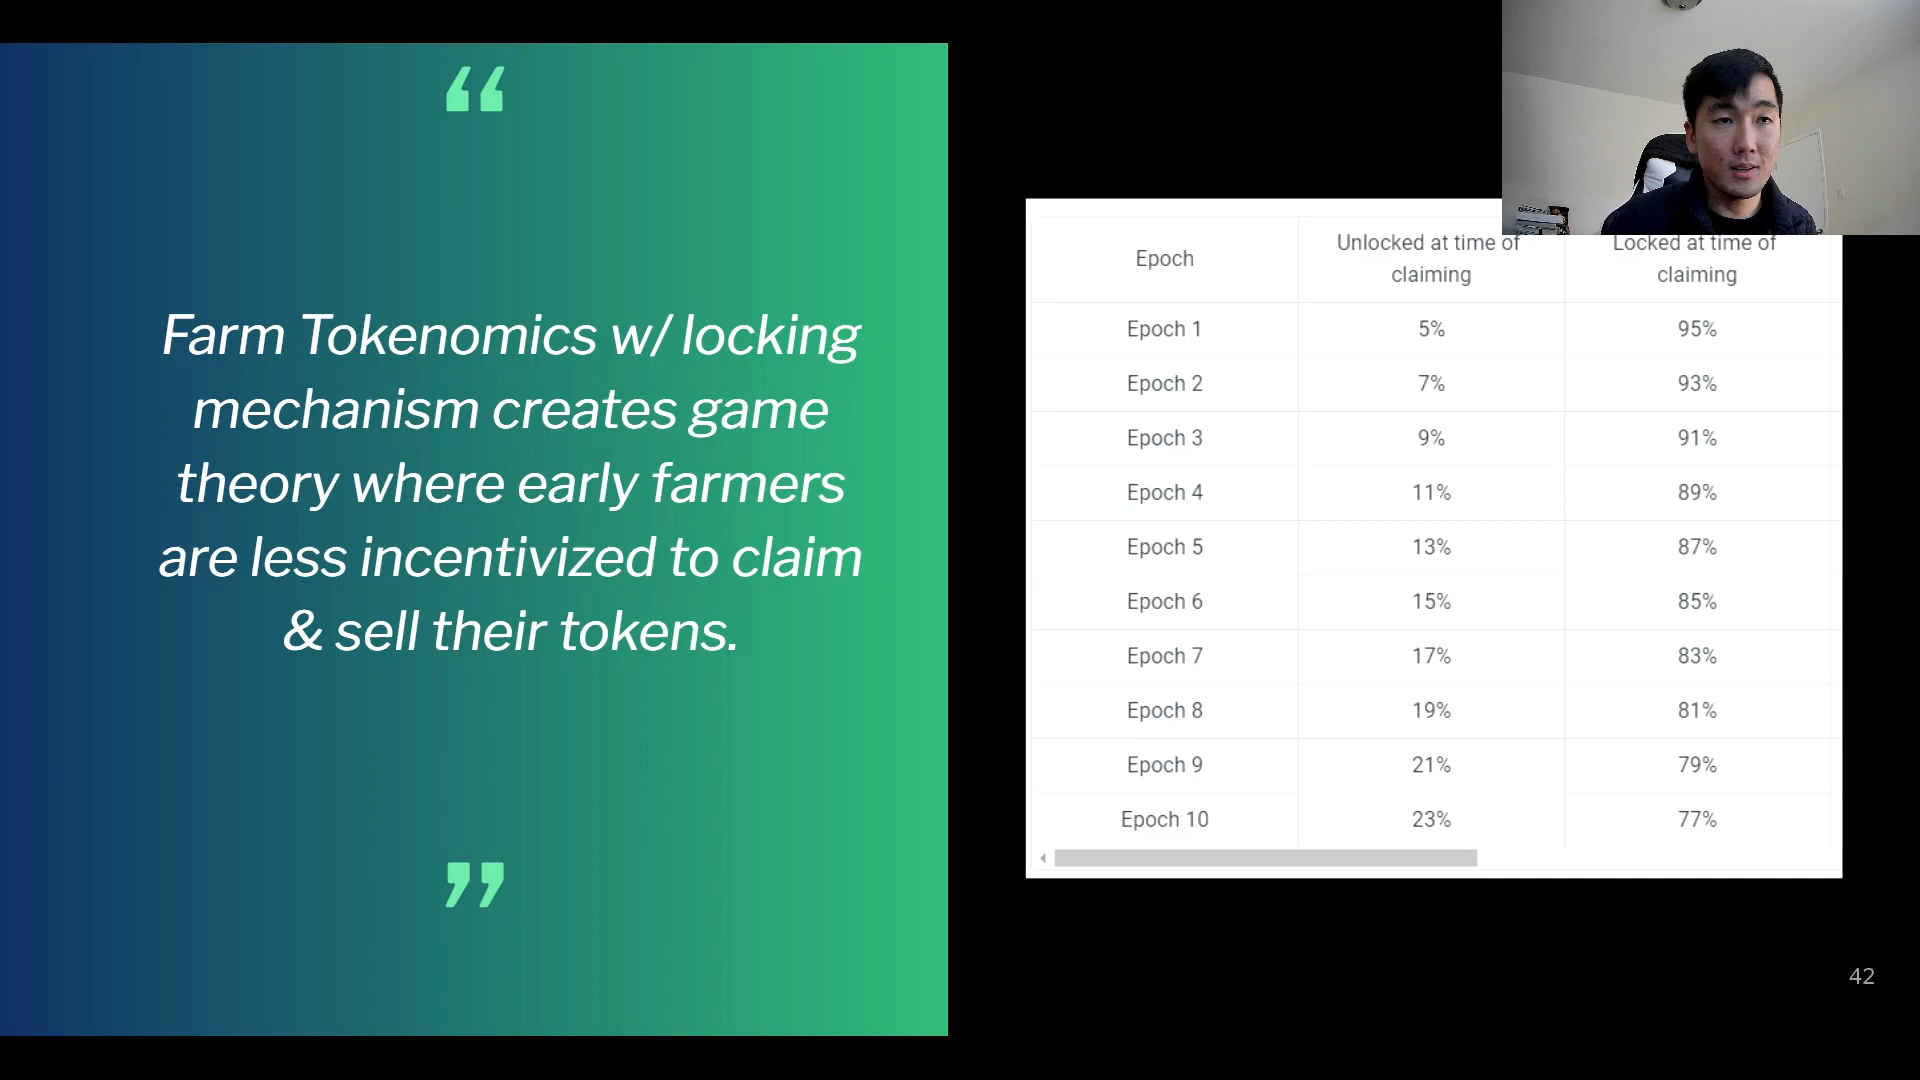 “
Farm Tokenomics w/ locking
mechanism creates game
theory where early farmers
are less incentivized to claim
& sell their tokens.
”
Epoch Unlocked at time of claiming Locked at time of claiming
Epoch 1 5% 95%
Epoch 2 7% 93%
Epoch 3 9% 91%
Epoch 4 11% 89%
Epoch 5 13% 87%
Epoch 6 15% 85%
Epoch 7 17% 83%
Epoch 8 19% 81%
Epoch 9 21% 79%
Epoch 10 23% 77%
42